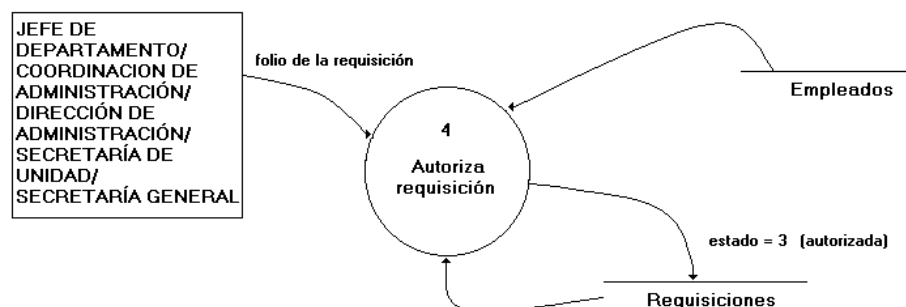 JEFE DE
DEPARTAMENTO/
COORDINACION DE
ADMINISTRACIÓN/
DIRECCIÓN DE
ADMINISTRACIÓN/
SECRETARÍA DE
UNIDAD/
SECRETARÍA GENERAL
folio de la requisición
4
Autoriza
requisición
Empleados
estado = 3 (autorizada)
Requisiciones